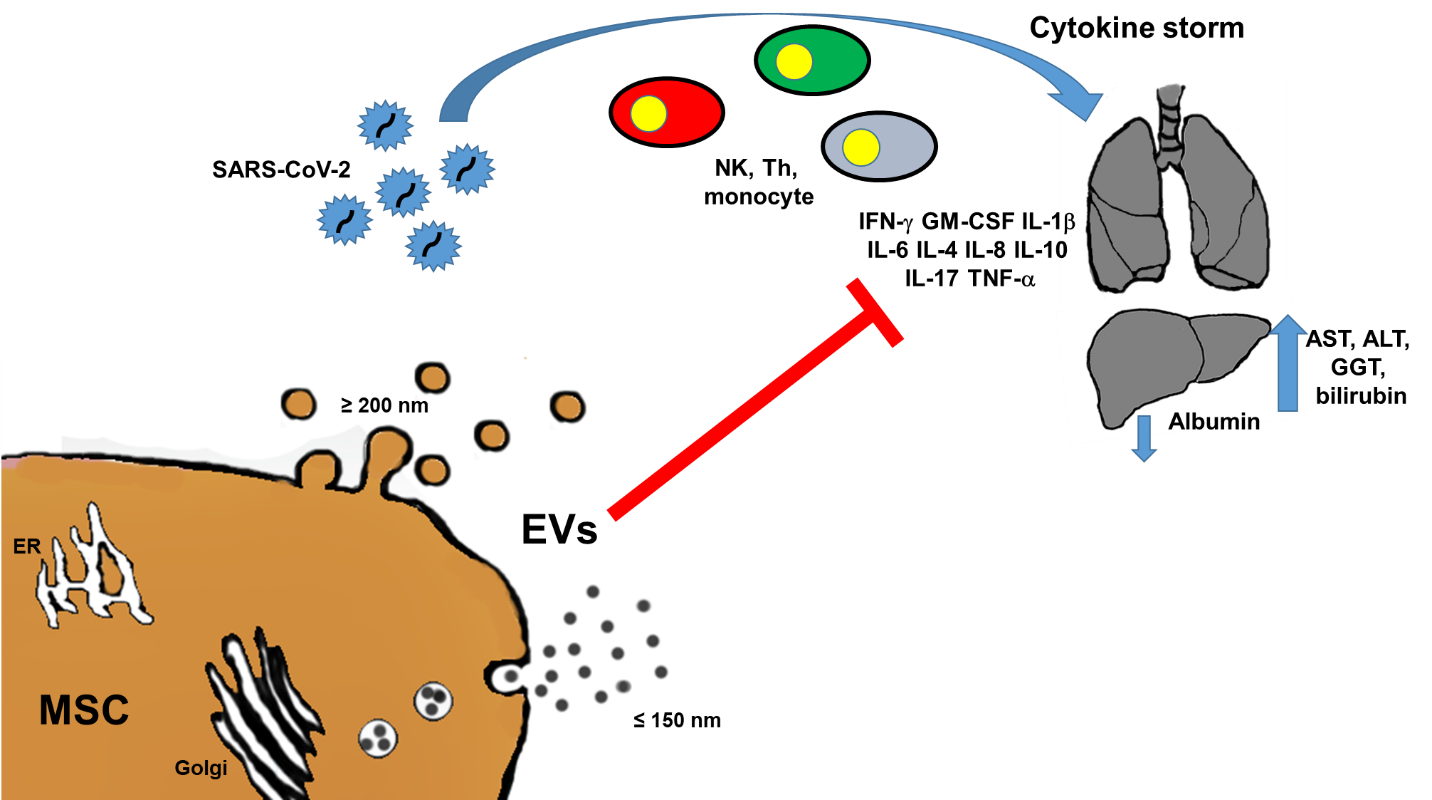 Cytokine storm
SARS-CoV-2
NK, Th,
monocyte
IFN-γ GM-CSF IL-1β
IL-6 IL-4 IL-8 IL-10
IL-17 TNF-α
AST, ALT,
GGT,
bilirubin
Albumin
≥ 200 nm
EVs
ER
MSC
≤ 150 nm
Golgi